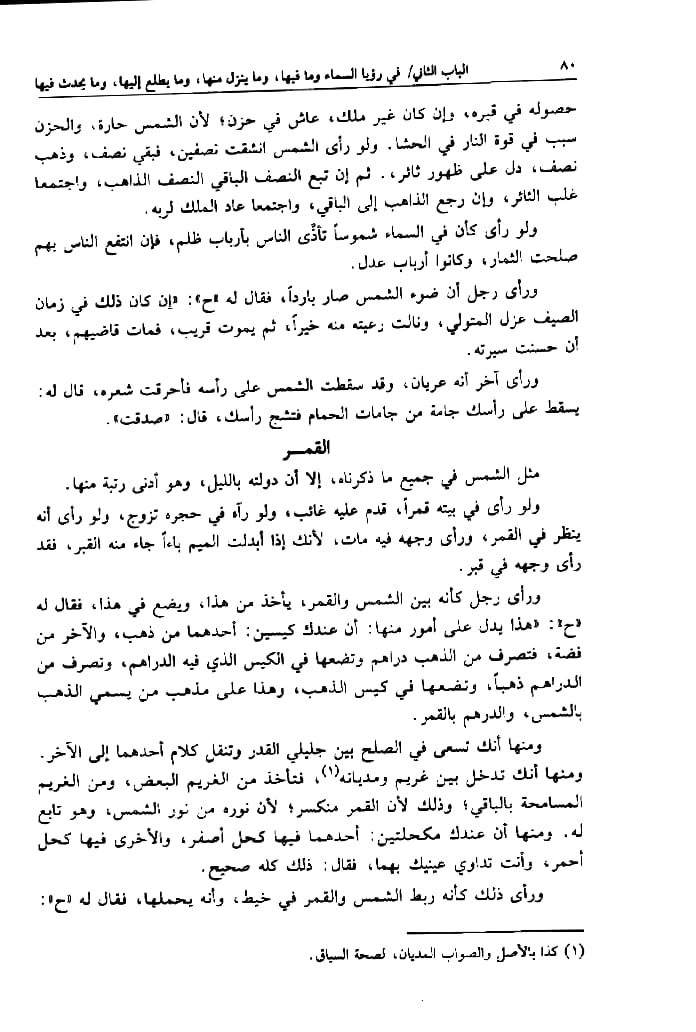 ٨٠ الباب الثاني/ في رؤيا السماء وما فيها، وما ينزل منها، وما يطلع إليها، وما يحدث فيها
حصوله في قبره، وإن كان غير ملك، عاش في حزن؛ لأن الشمس حارة، والحزن
سبب في قوة النار في الحشا. ولو رأى الشمس انشقت نصفين، فبقي نصف، وذهب
نصف، دل على ظهور ثائر،. ثم إن تبع النصف الباقي النصف الذاهب، واجتمعا
غلب الثائر، وإن رجع الذاهب إلى الباقي، واجتمعا عاد الملك لربه.
ولو رأى كأن في السماء شموساً تأذَّى الناس بأرباب ظلم، فإن انتفع الناس بهم
صلحت الثمار، وكانوا أرباب عدل.
ورأى رجل أن ضوء الشمس صار بارداً، فقال له «ح»: «إن كان ذلك في زمان
الصيف عزل المتولي، ونالت رعيته منه خيراً، ثم يموت قريب، فمات قاضيهم، بعد
أن حسنت سيرته.
ورأى آخر أنه عريان، وقد سقطت الشمس على رأسه فأحرقت شعره، قال له:
يسقط على رأسك جامة من جامات الحمام فتشج رأسك، قال: «صدقت».
القمـر
مثل الشمس في جميع ما ذكرناه، إلا أن دولته بالليل، وهو أدنى رتبة منها.
ولو رأى في بيته قمراً، قدم عليه غائب، ولو رآه في حجره تزوج، ولو رأى أنه
ينظر في القمر، ورأى وجهه فيه مات، لأنك إذا أبدلت الميم باءاً جاء منه القبر، فقد
رأى وجهه في قبر.
ورأى رجل كأنه بين الشمس والقمر، يأخذ من هذا، ويضع في هذا، فقال له
«ح»: «هذا يدل على أمور منها: أن عندك كيسين: أحدهما من ذهب، والآخر من
فضة، فتصرف من الذهب دراهم وتضعها في الكيس الذي فيه الدراهم، وتصرف من
الدراهم ذهباً، وتضعها في كيس الذهب، وهذا على مذهب من يسمي الذهب
بالشمس، والدرهم بالقمر.
ومنها أنك تسعى في الصلح بين جليلي القدر وتنقل كلام أحدهما إلى الآخر.
ومنها أنك تدخل بين غريم ومديانه(١)، فتأخذ من الغريم البعض، ومن الغريم
المسامحة بالباقي؛ وذلك لأن القمر منكسر؛ لأن نوره من نور الشمس، وهو تابع
له. ومنها أن عندك مكحلتين: أحدهما فيها كحل أصفر، والأخرى فيها كحل
أحمر، وأنت تداوي عينيك بهما، فقال: ذلك كله صحيح.
ورأى ذلك كأنه ربط الشمس والقمر في خيط، وأنه يحملها، فقال له «ح»:
(١) كذا بالأصل والصواب المديان، لصحة السياق.